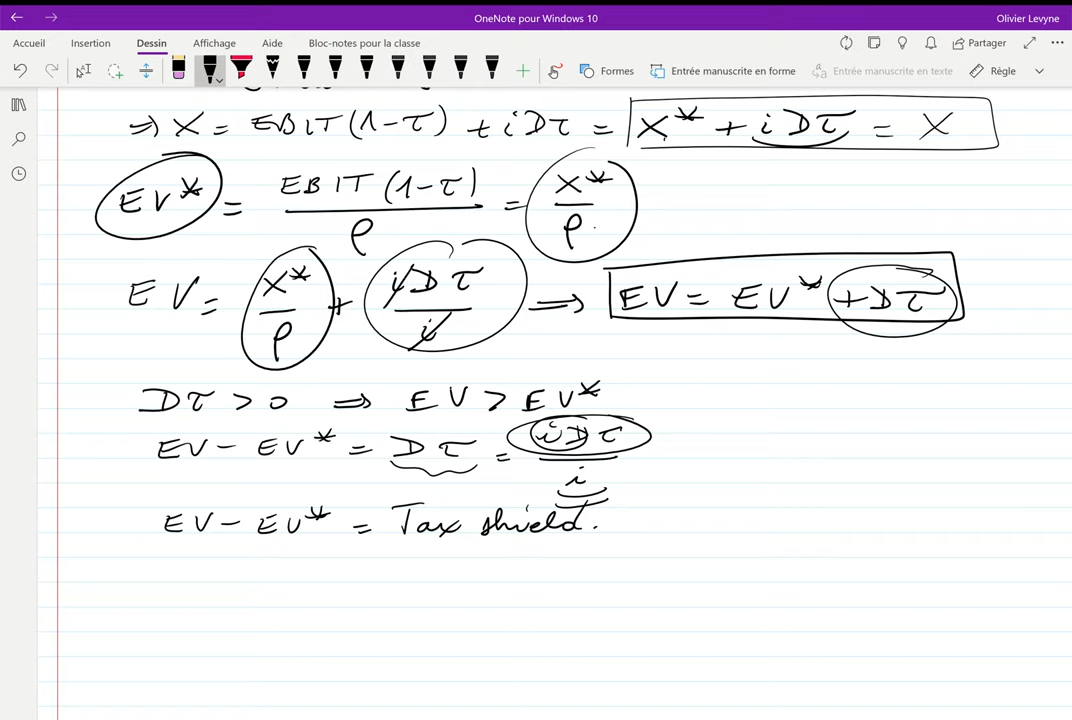 OneNote pour Windows 10
Olivier Levyne
Accueil Insertion Dessin Affichage Aide Bloc-notes pour la classe
Partager
Formes Entrée manuscrite en forme Entrée manuscrite en texte Règle
⇒ X = EBIT(1-τ) + iDτ = X* + iDτ = X
EV* = EBIT(1-τ)/ρ = X*/ρ
EV = X*/ρ + iDτ/i ⇒ EV = EV* + Dτ
Dτ > 0 ⇒ EV > EV*
EV - EV* = Dτ = iDτ/i
EV - EV* = Tax shield.